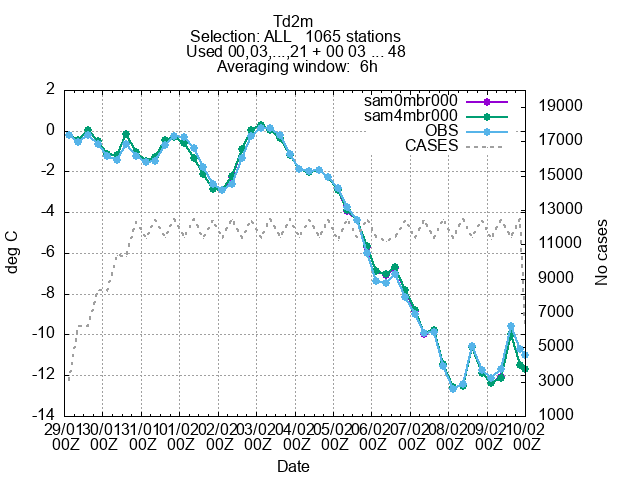 Td2m
Selection: ALL   1065 stations
Used 00,03,...,21 + 00 03 ... 48
Averaging window:  6h
sam0mbr000
sam4mbr000
OBS
CASES
2
0
-2
-4
-6
-8
-10
-12
-14
deg C
19000
17000
15000
13000
11000
9000
7000
5000
3000
1000
No cases
29/01 30/01 31/01 01/02 02/02 03/02 04/02 05/02 06/02 07/02 08/02 09/02 10/02
00Z 00Z 00Z 00Z 00Z 00Z 00Z 00Z 00Z 00Z 00Z 00Z 00Z
Date